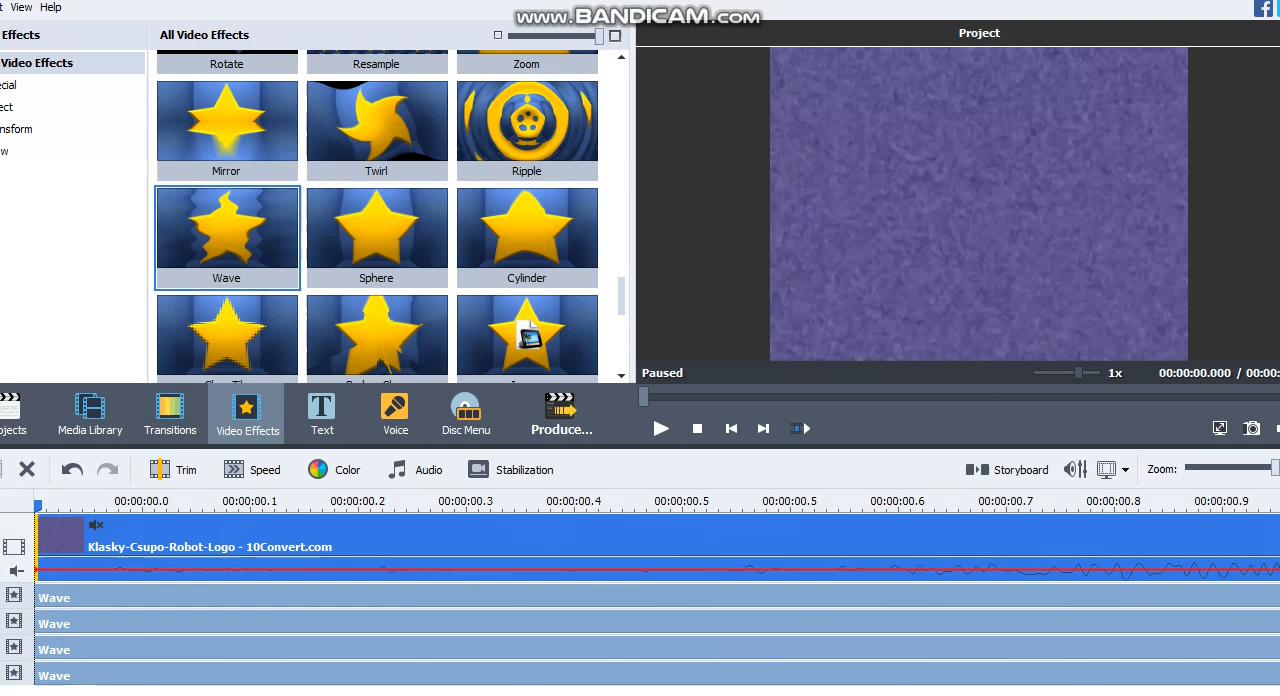 View Help
www.BANDICAM.com
Effects
All Video Effects
Project
Video Effects
cial
ect
nsform
w
Rotate
Resample
Zoom
Mirror
Twirl
Ripple
Wave
Sphere
Cylinder
Paused
1x
00:00:00.000 / 00:00:
ojects
Media Library
Transitions
Video Effects
Text
Voice
Disc Menu
Produce...
Trim
Speed
Color
Audio
Stabilization
Storyboard
Zoom:
00:00:00.0
00:00:00.1
00:00:00.2
00:00:00.3
00:00:00.4
00:00:00.5
00:00:00.5
00:00:00.6
00:00:00.7
00:00:00.8
00:00:00.9
Klasky-Csupo-Robot-Logo - 10Convert.com
Wave
Wave
Wave
Wave